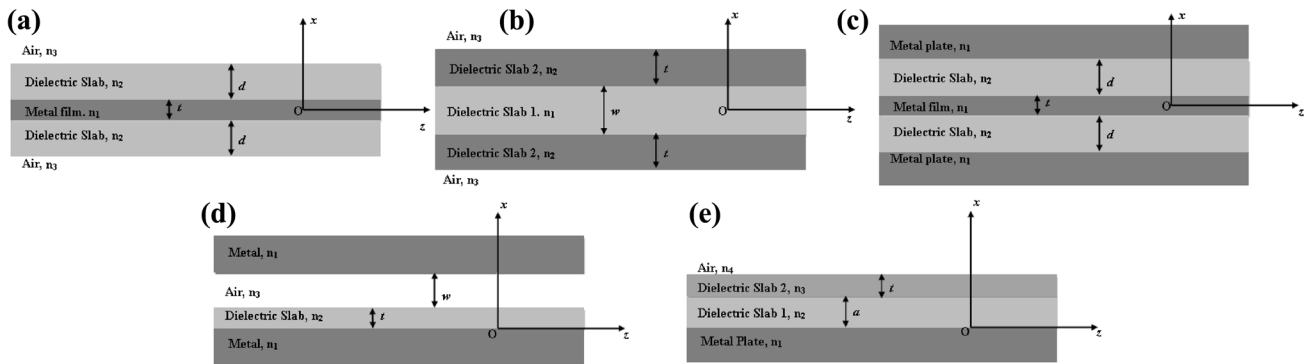 (a)
x
Air, n3
Dielectric Slab, n2
d
Metal film. n1
t
O
z
Dielectric Slab, n2
d
Air, n3
(b)
x
Air, n3
Dielectric Slab 2, n2
t
Dielectric Slab 1. n1
w
O
z
Dielectric Slab 2, n2
t
Air, n3
(c)
x
Metal plate, n1
Dielectric Slab, n2
d
Metal film, n1
t
O
z
Dielectric Slab, n2
d
Metal plate, n1
(d)
x
Metal, n1
Air, n3
w
Dielectric Slab, n2
t
O
z
Metal, n1
(e)
x
Air, n4
Dielectric Slab 2, n3
t
Dielectric Slab 1, n2
a
O
z
Metal Plate, n1